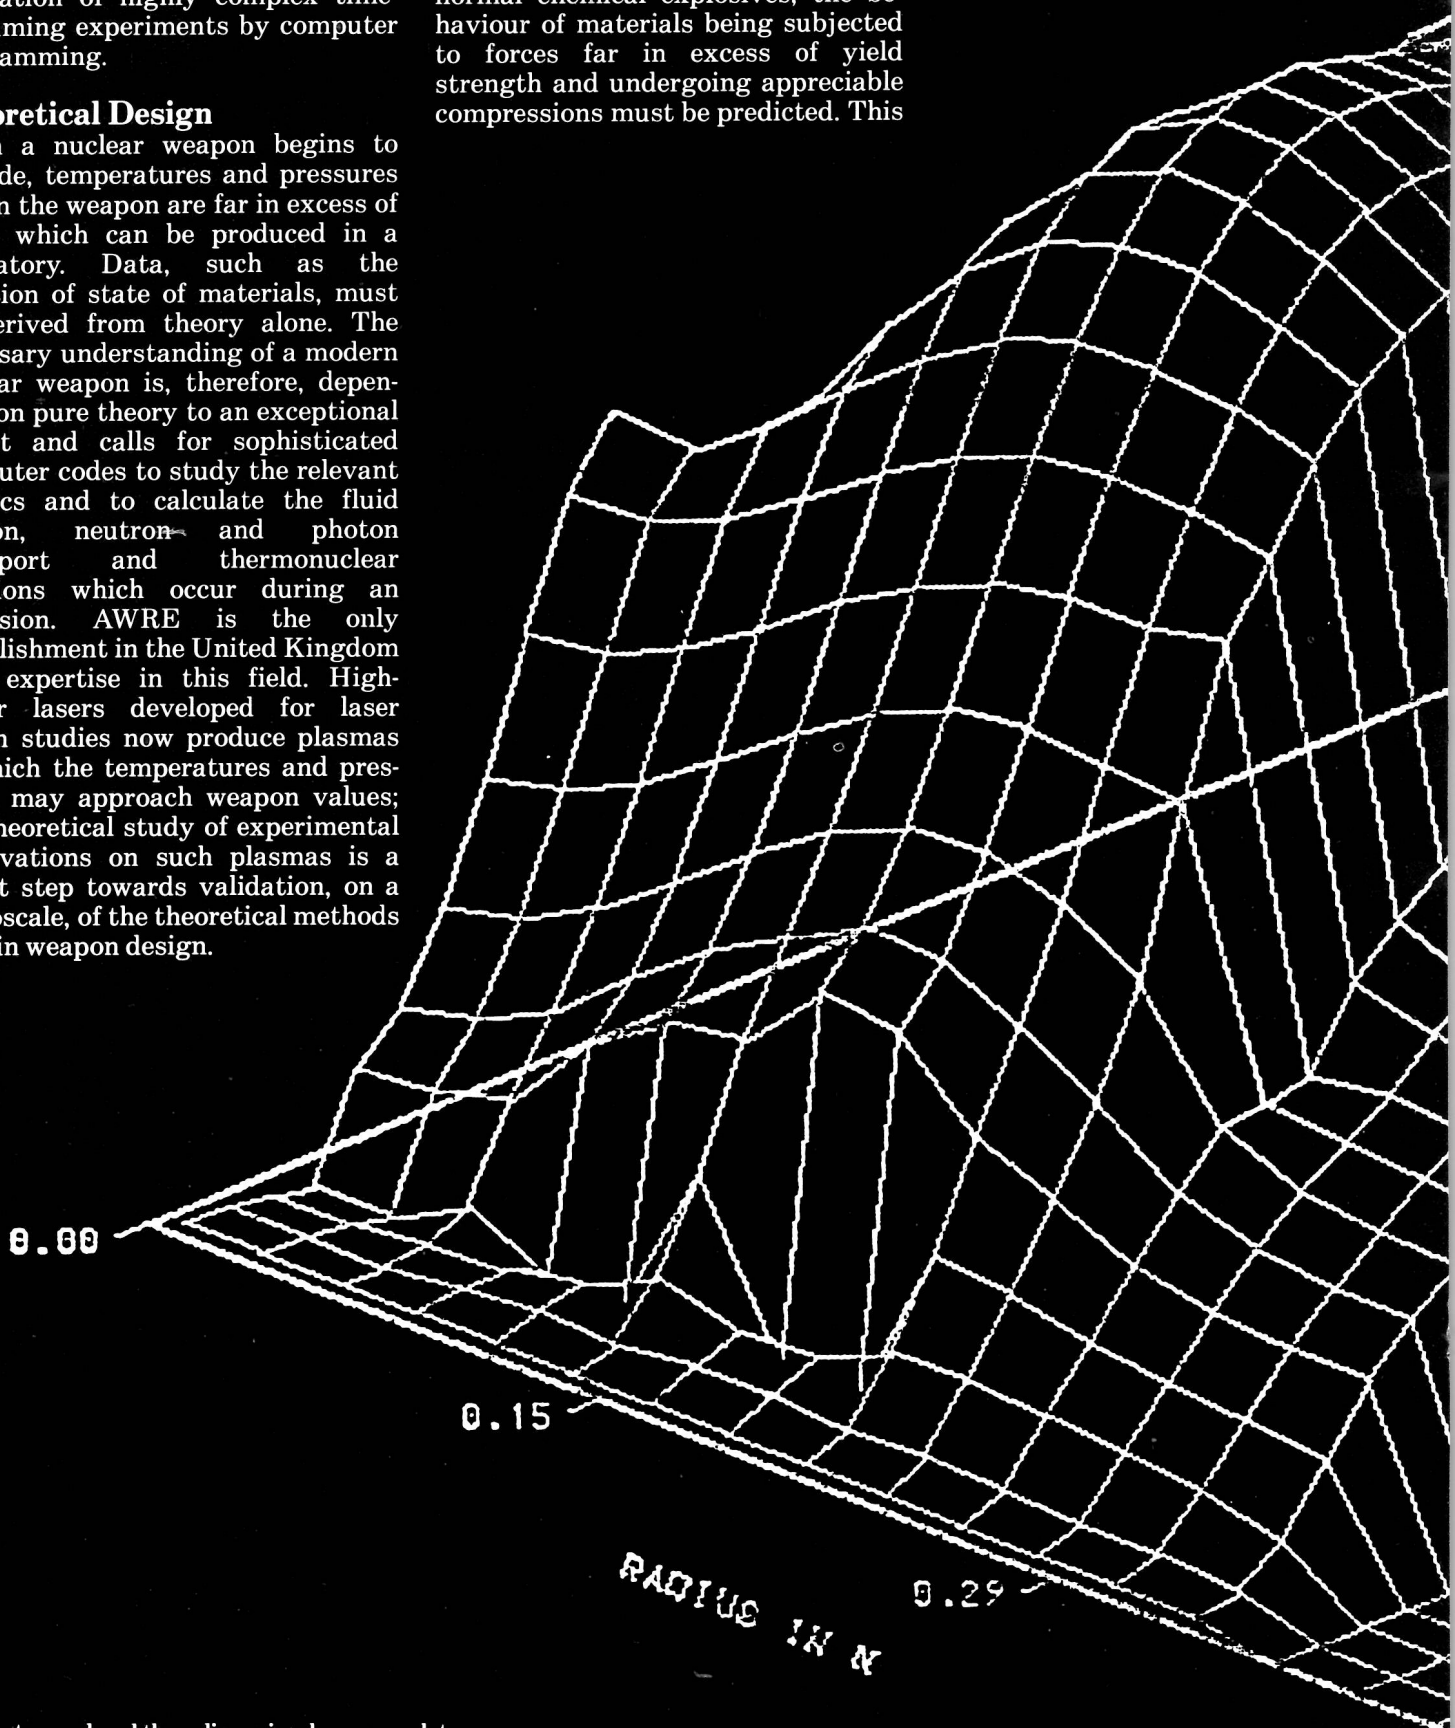 ming experiments by computer
amming.
oretical Design
a nuclear weapon begins to
de, temperatures and pressures
n the weapon are far in excess of
which can be produced in a
atory. Data, such as the
ion of state of materials, must
erived from theory alone. The
sary understanding of a modern
ar weapon is, therefore, depen-
on pure theory to an exceptional
t and calls for sophisticated
uter codes to study the relevant
cs and to calculate the fluid
on, neutron and photon
port and thermonuclear
ions which occur during an
sion. AWRE is the only
lishment in the United Kingdom
expertise in this field. High-
r lasers developed for laser
n studies now produce plasmas
ich the temperatures and pres-
may approach weapon values;
heoretical study of experimental
vations on such plasmas is a
t step towards validation, on a
oscale, of the theoretical methods
in weapon design.
normal chemical explosives, the be-
haviour of materials being subjected
to forces far in excess of yield
strength and undergoing appreciable
compressions must be predicted. This
0.00
0.15
0.29
RADIUS IN